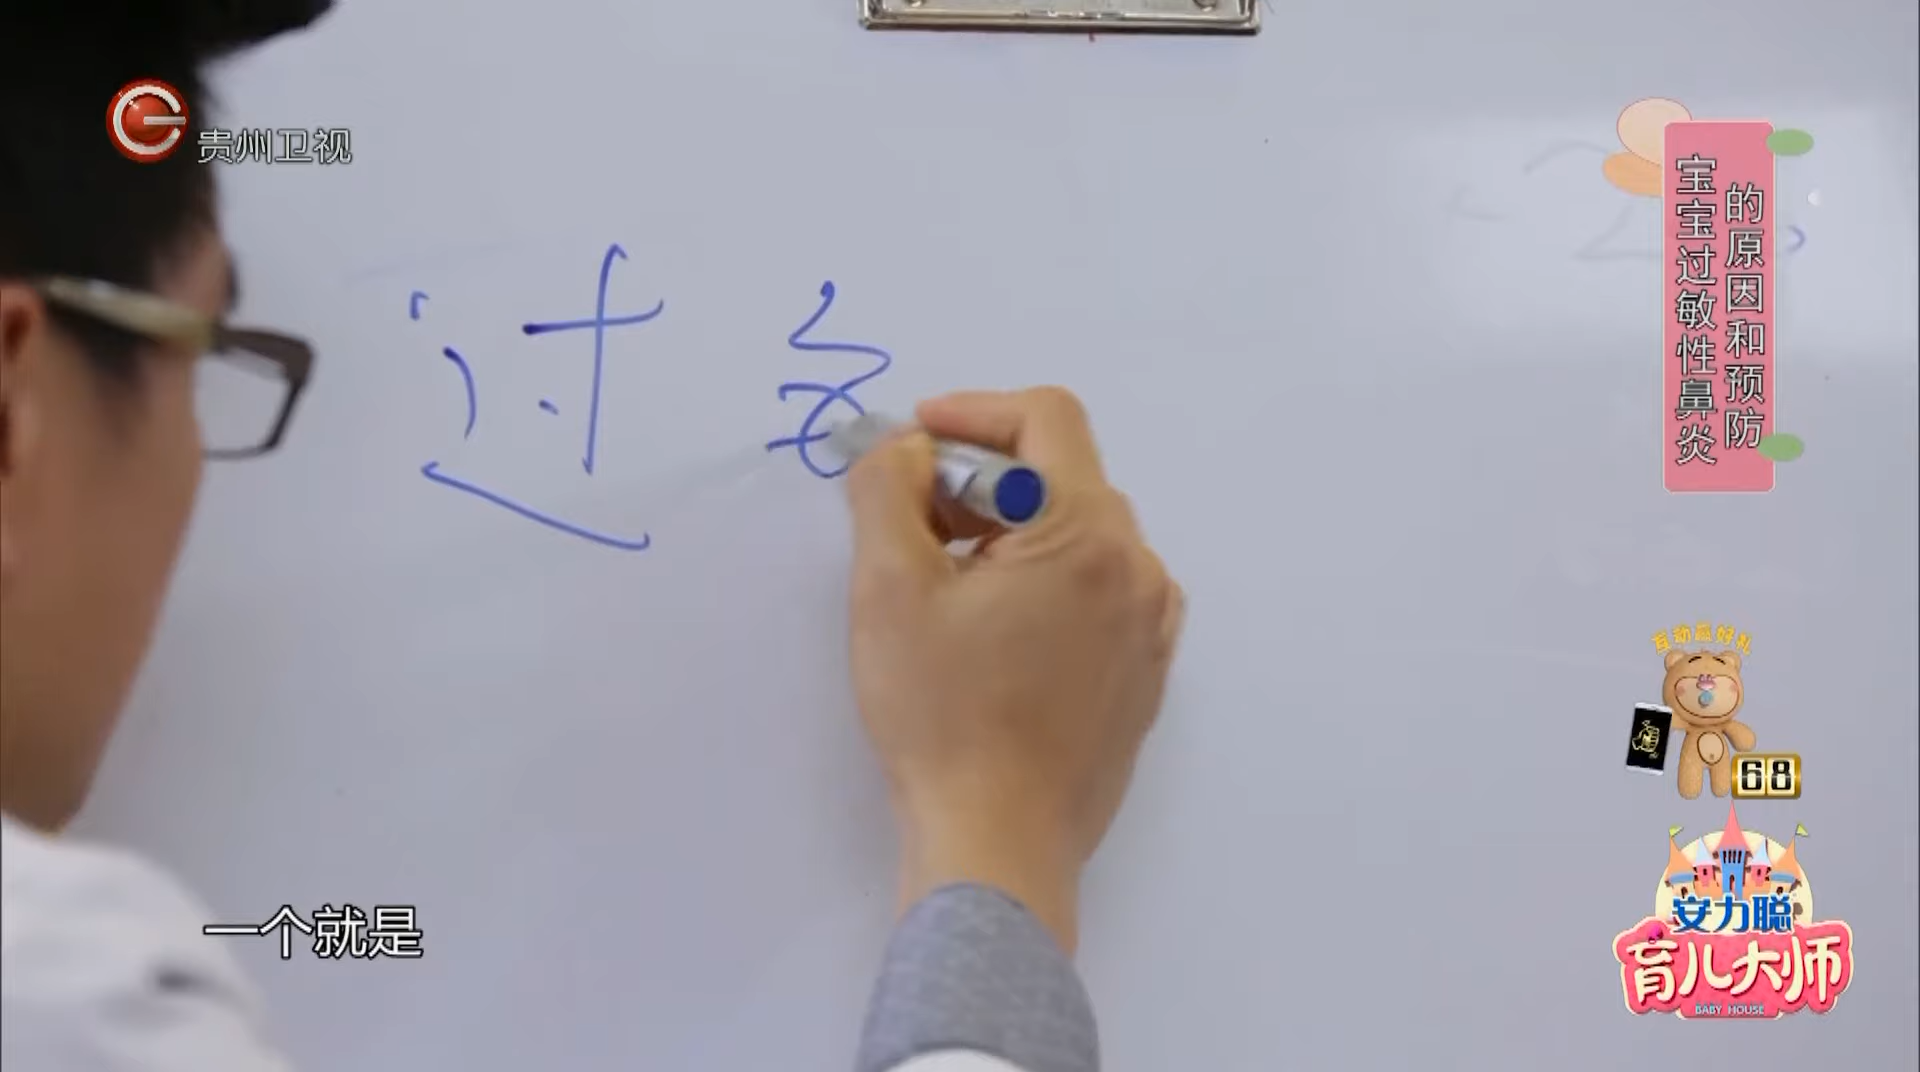 贵州卫视
宝宝过敏性鼻炎
的原因和预防
过
互动赢好礼
68
安力聪
育儿大师
BABY HOUSE
一个就是